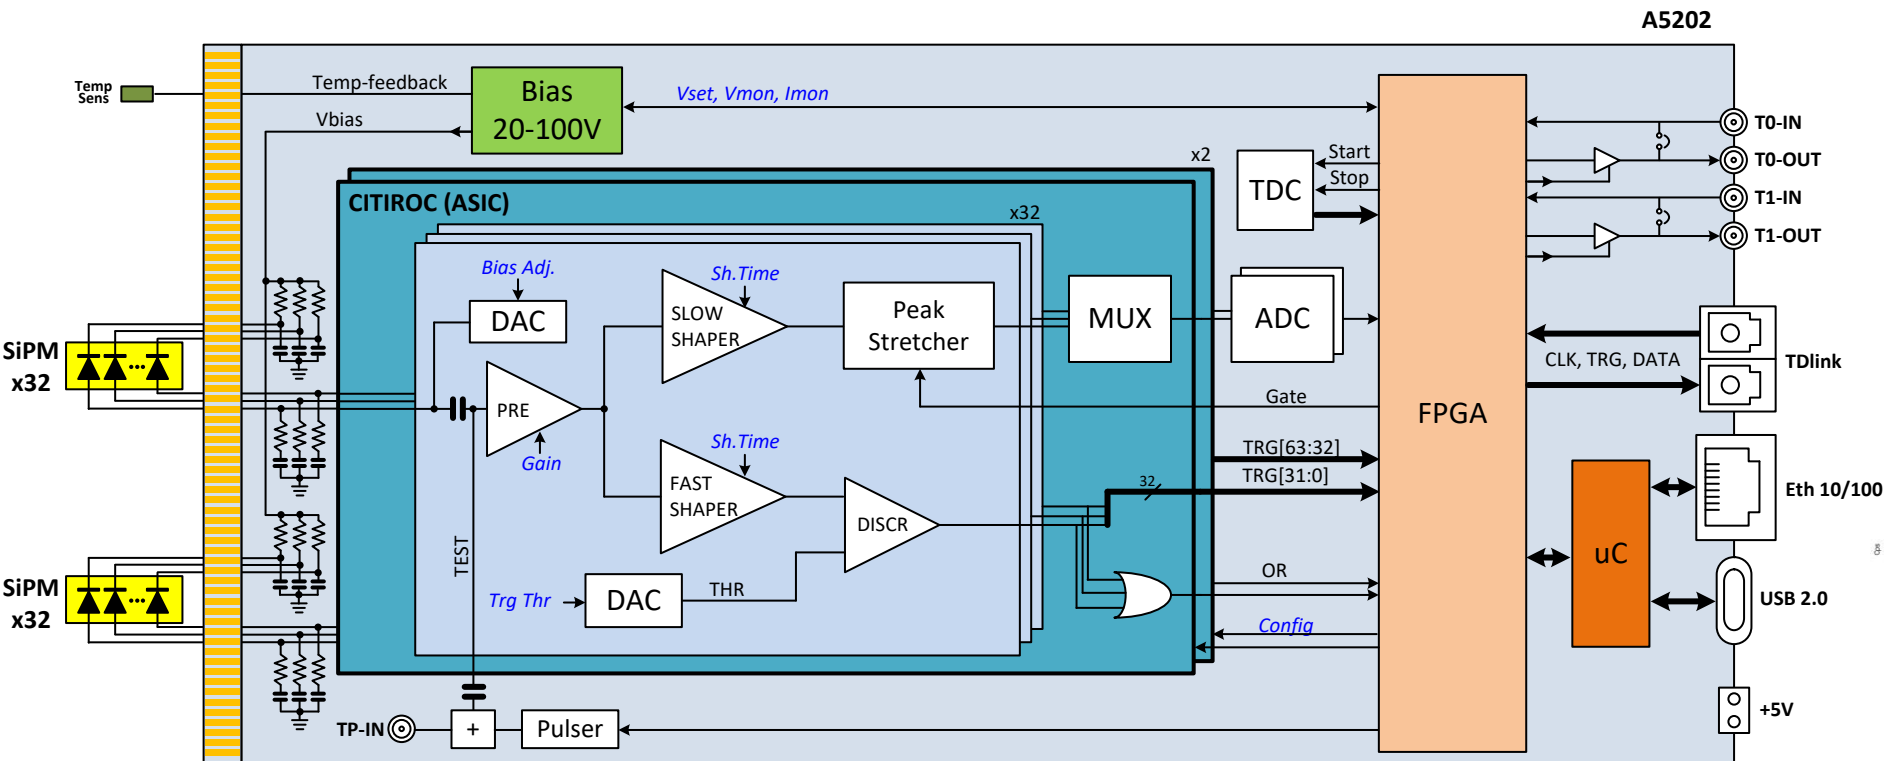 A5202
Temp
Sens
Temp-feedback
Bias
20-100V
Vset, Vmon, Imon
Vbias
T0-IN
T0-OUT
T1-IN
T1-OUT
x2
TDC
Start
Stop
CITIROC (ASIC)
x32
Bias Adj.
DAC
Sh.Time
SLOW
SHAPER
Peak
Stretcher
MUX
ADC
SiPM
x32
PRE
Gain
Gate
FPGA
CLK, TRG, DATA
TDlink
Sh.Time
FAST
SHAPER
DISCR
TRG[63:32]
TRG[31:0]
32
Eth 10/100
TEST
Trg Thr
DAC
THR
OR
Config
uC
USB 2.0
SiPM
x32
TP-IN
+
Pulser
+5V